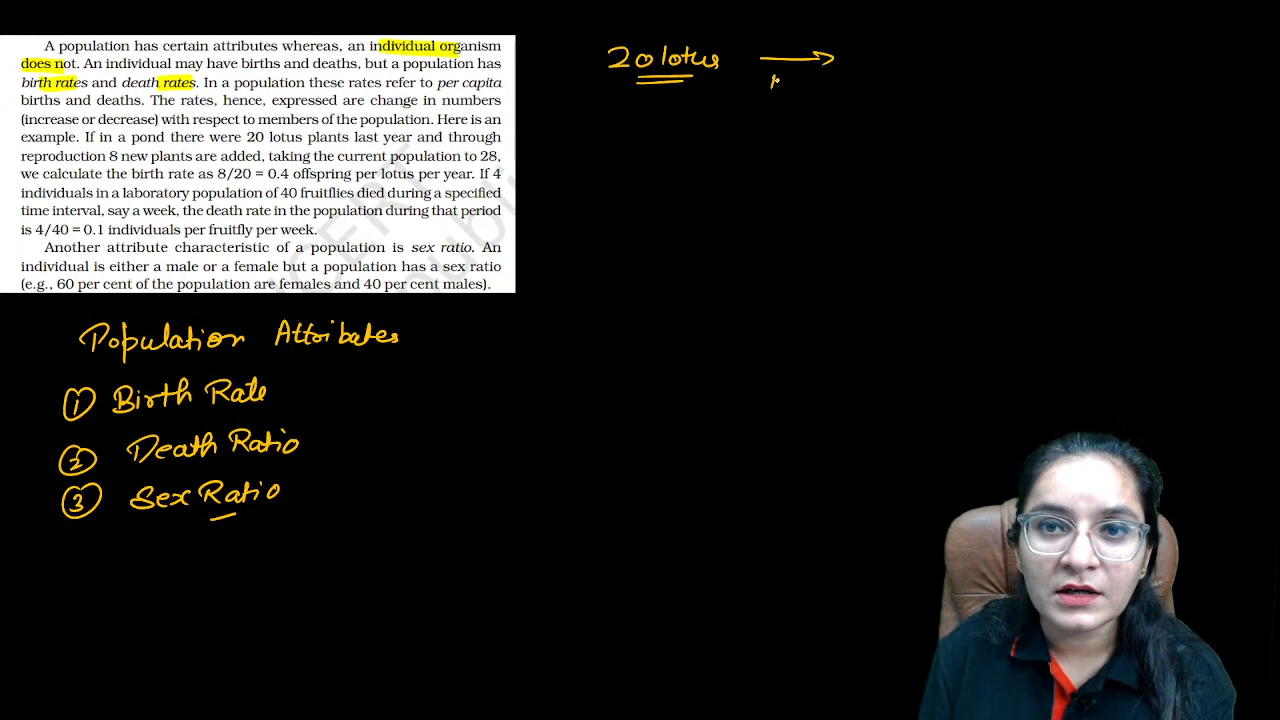 A population has certain attributes whereas, an individual organism
does not. An individual may have births and deaths, but a population has
birth rates and death rates. In a population these rates refer to per capita
births and deaths. The rates, hence, expressed are change in numbers
(increase or decrease) with respect to members of the population. Here is an
example. If in a pond there were 20 lotus plants last year and through
reproduction 8 new plants are added, taking the current population to 28,
we calculate the birth rate as 8/20 = 0.4 offspring per lotus per year. If 4
individuals in a laboratory population of 40 fruitflies died during a specified
time interval, say a week, the death rate in the population during that period
is 4/40 = 0.1 individuals per fruitfly per week.
Another attribute characteristic of a population is sex ratio. An
individual is either a male or a female but a population has a sex ratio
(e.g., 60 per cent of the population are females and 40 per cent males).
20 lotus
Population Attributes
① Birth Rate
② Death Ratio
③ Sex Ratio